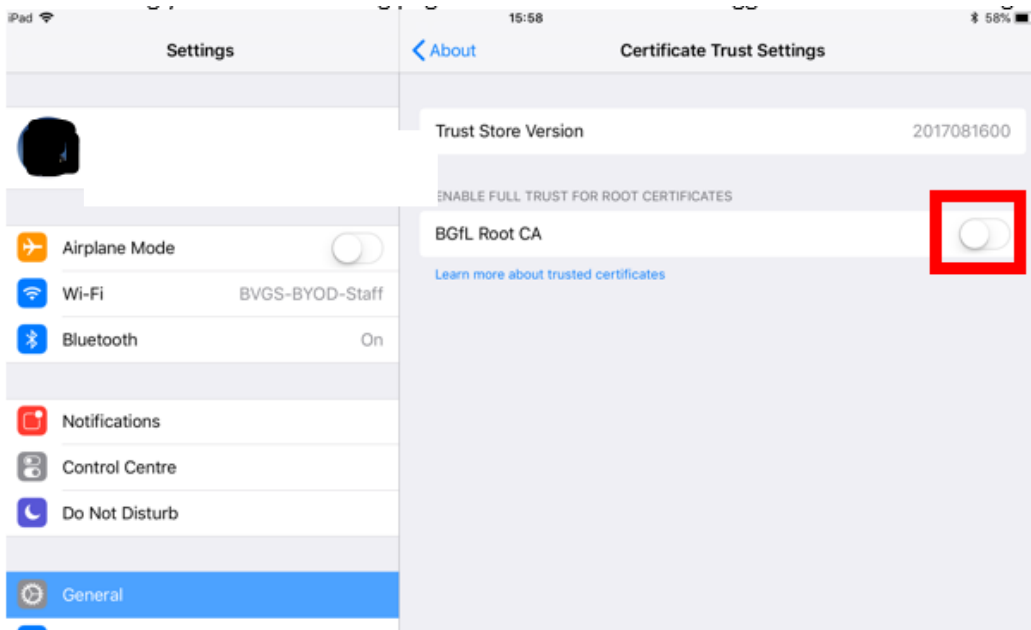 iPad
15:58
58%
Settings
About
Certificate Trust Settings
Trust Store Version
2017081600
ENABLE FULL TRUST FOR ROOT CERTIFICATES
BGfL Root CA
Learn more about trusted certificates
Airplane Mode
Wi-Fi
BVGS-BYOD-Staff
Bluetooth
On
Notifications
Control Centre
Do Not Disturb
General